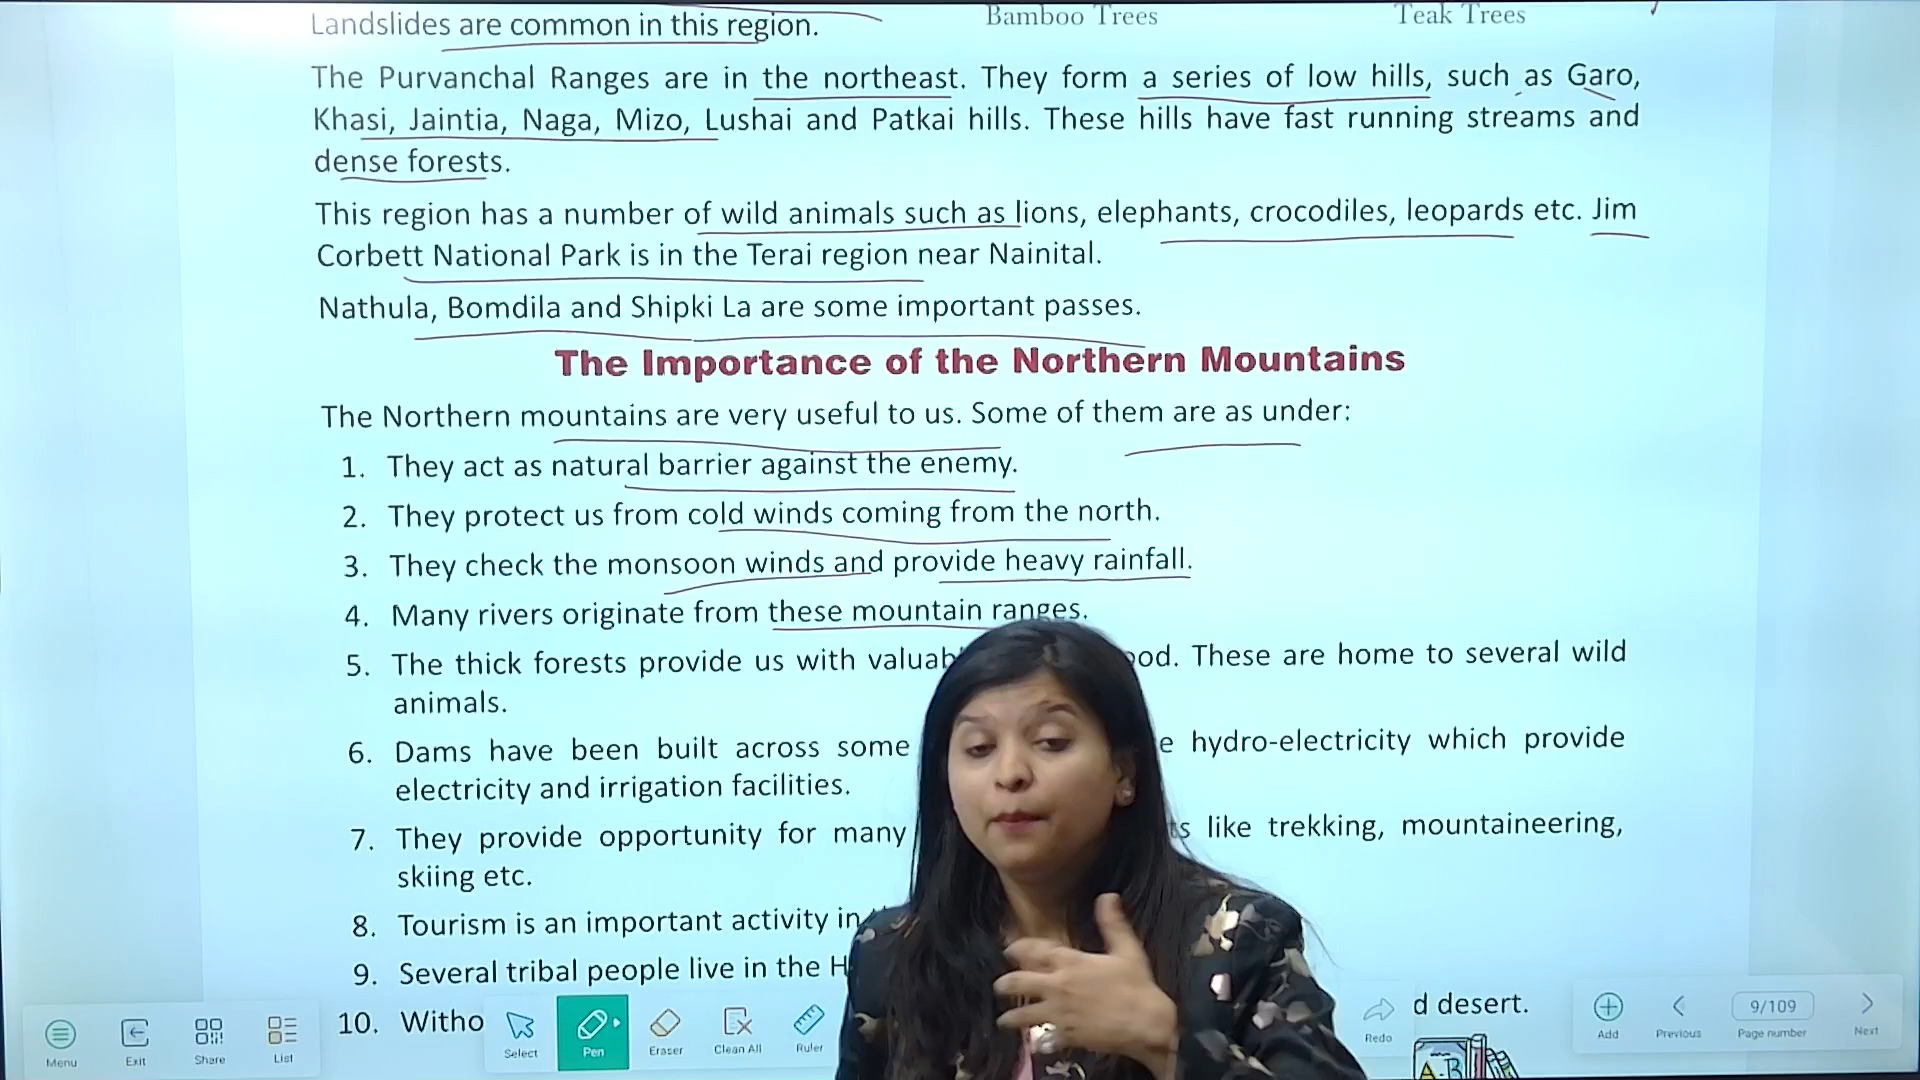 Landslides are common in this region.
Bamboo Trees
Teak Trees
The Purvanchal Ranges are in the northeast. They form a series of low hills, such as Garo,
Khasi, Jaintia, Naga, Mizo, Lushai and Patkai hills. These hills have fast running streams and
dense forests.
This region has a number of wild animals such as lions, elephants, crocodiles, leopards etc. Jim
Corbett National Park is in the Terai region near Nainital.
Nathula, Bomdila and Shipki La are some important passes.
The Importance of the Northern Mountains
The Northern mountains are very useful to us. Some of them are as under:
1. They act as natural barrier against the enemy.
2. They protect us from cold winds coming from the north.
3. They check the monsoon winds and provide heavy rainfall.
4. Many rivers originate from these mountain ranges.
5. The thick forests provide us with These are home to several wild
animals.
6. Dams have been built across some hydro-electricity which provide
electricity and irrigation facilities.
7. They provide opportunity for many like trekking, mountaineering,
skiing etc.
8. Tourism is an important activity in
9. Several tribal people live in the
10. desert.
Menu
Exit
Share
List
Select
Pen
Eraser
Clean All
Ruler
Redo
Add
Previous
9/109
Page number
Next
A-B